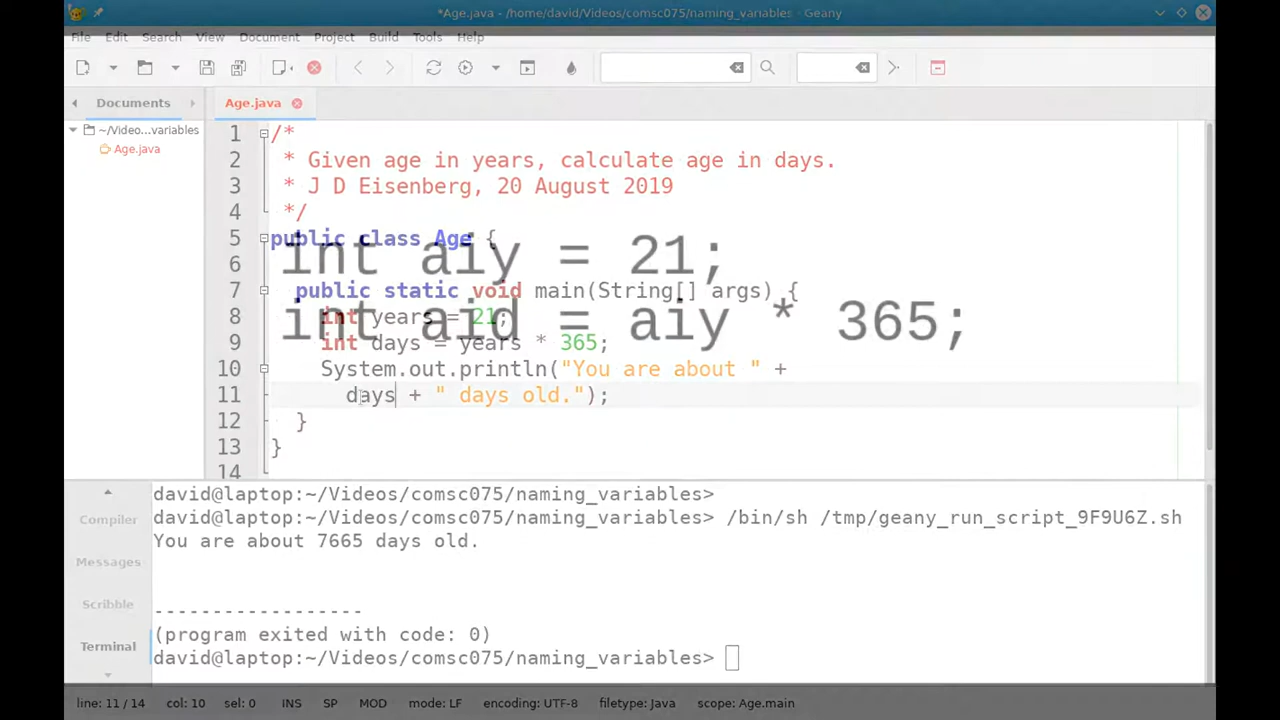 *Age.java - /home/david/Videos/comsc075/naming_variables - Geany
File Edit Search View Document Project Build Tools Help
Documents
Age.java
~/Video...variables
Age.java
1 /*
2 * Given age in years, calculate age in days.
3 * J D Eisenberg, 20 August 2019
4 */
5 public class Age {
int aiy = 21;
6
7 public static void main(String[] args) {
8 int years = 21;
int aid = aiy * 365;
9 int days = years * 365;
10 System.out.println("You are about " +
11 days + " days old.");
12 }
13 }
14
david@laptop:~/Videos/comsc075/naming_variables>
david@laptop:~/Videos/comsc075/naming_variables> /bin/sh /tmp/geany_run_script_9F9U6Z.sh
You are about 7665 days old.
------------------
(program exited with code: 0)
david@laptop:~/Videos/comsc075/naming_variables>
Compiler
Messages
Scribble
Terminal
line: 11 / 14 col: 10 sel: 0 INS SP MOD mode: LF encoding: UTF-8 filetype: Java scope: Age.main